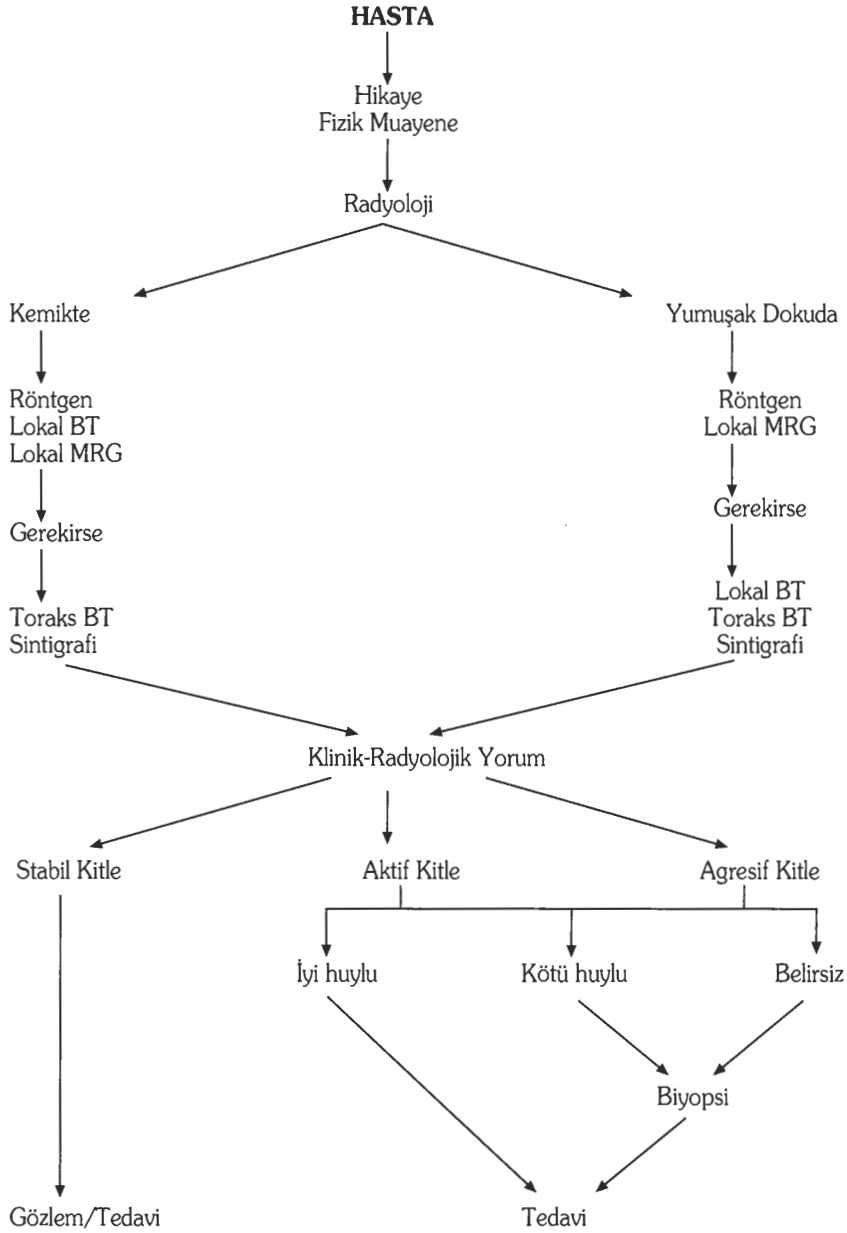 HASTA
Hikaye
Fizik Muayene
Radyoloji
Kemikte
Yumuşak Dokuda
Röntgen
Lokal BT
Lokal MRG
Röntgen
Lokal MRG
Gerekirse
Gerekirse
Toraks BT
Sintigrafi
Lokal BT
Toraks BT
Sintigrafi
Klinik-Radyolojik Yorum
Stabil Kitle
Aktif Kitle
Agresif Kitle
İyi huylu
Kötü huylu
Belirsiz
Biyopsi
Gözlem/Tedavi
Tedavi